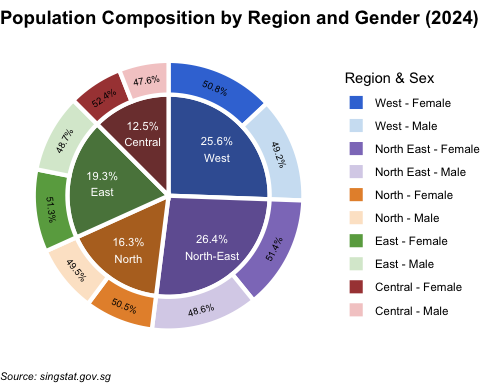 Population Composition by Region and Gender (2024)
47.6%
50.8%
52.4%
12.5%
Central
25.6%
West
48.7%
49.2%
19.3%
East
51.3%
26.4%
North-East
51.4%
16.3%
North
49.5%
50.5%
48.6%
Region & Sex
West - Female
West - Male
North East - Female
North East - Male
North - Female
North - Male
East - Female
East - Male
Central - Female
Central - Male
Source: singstat.gov.sg